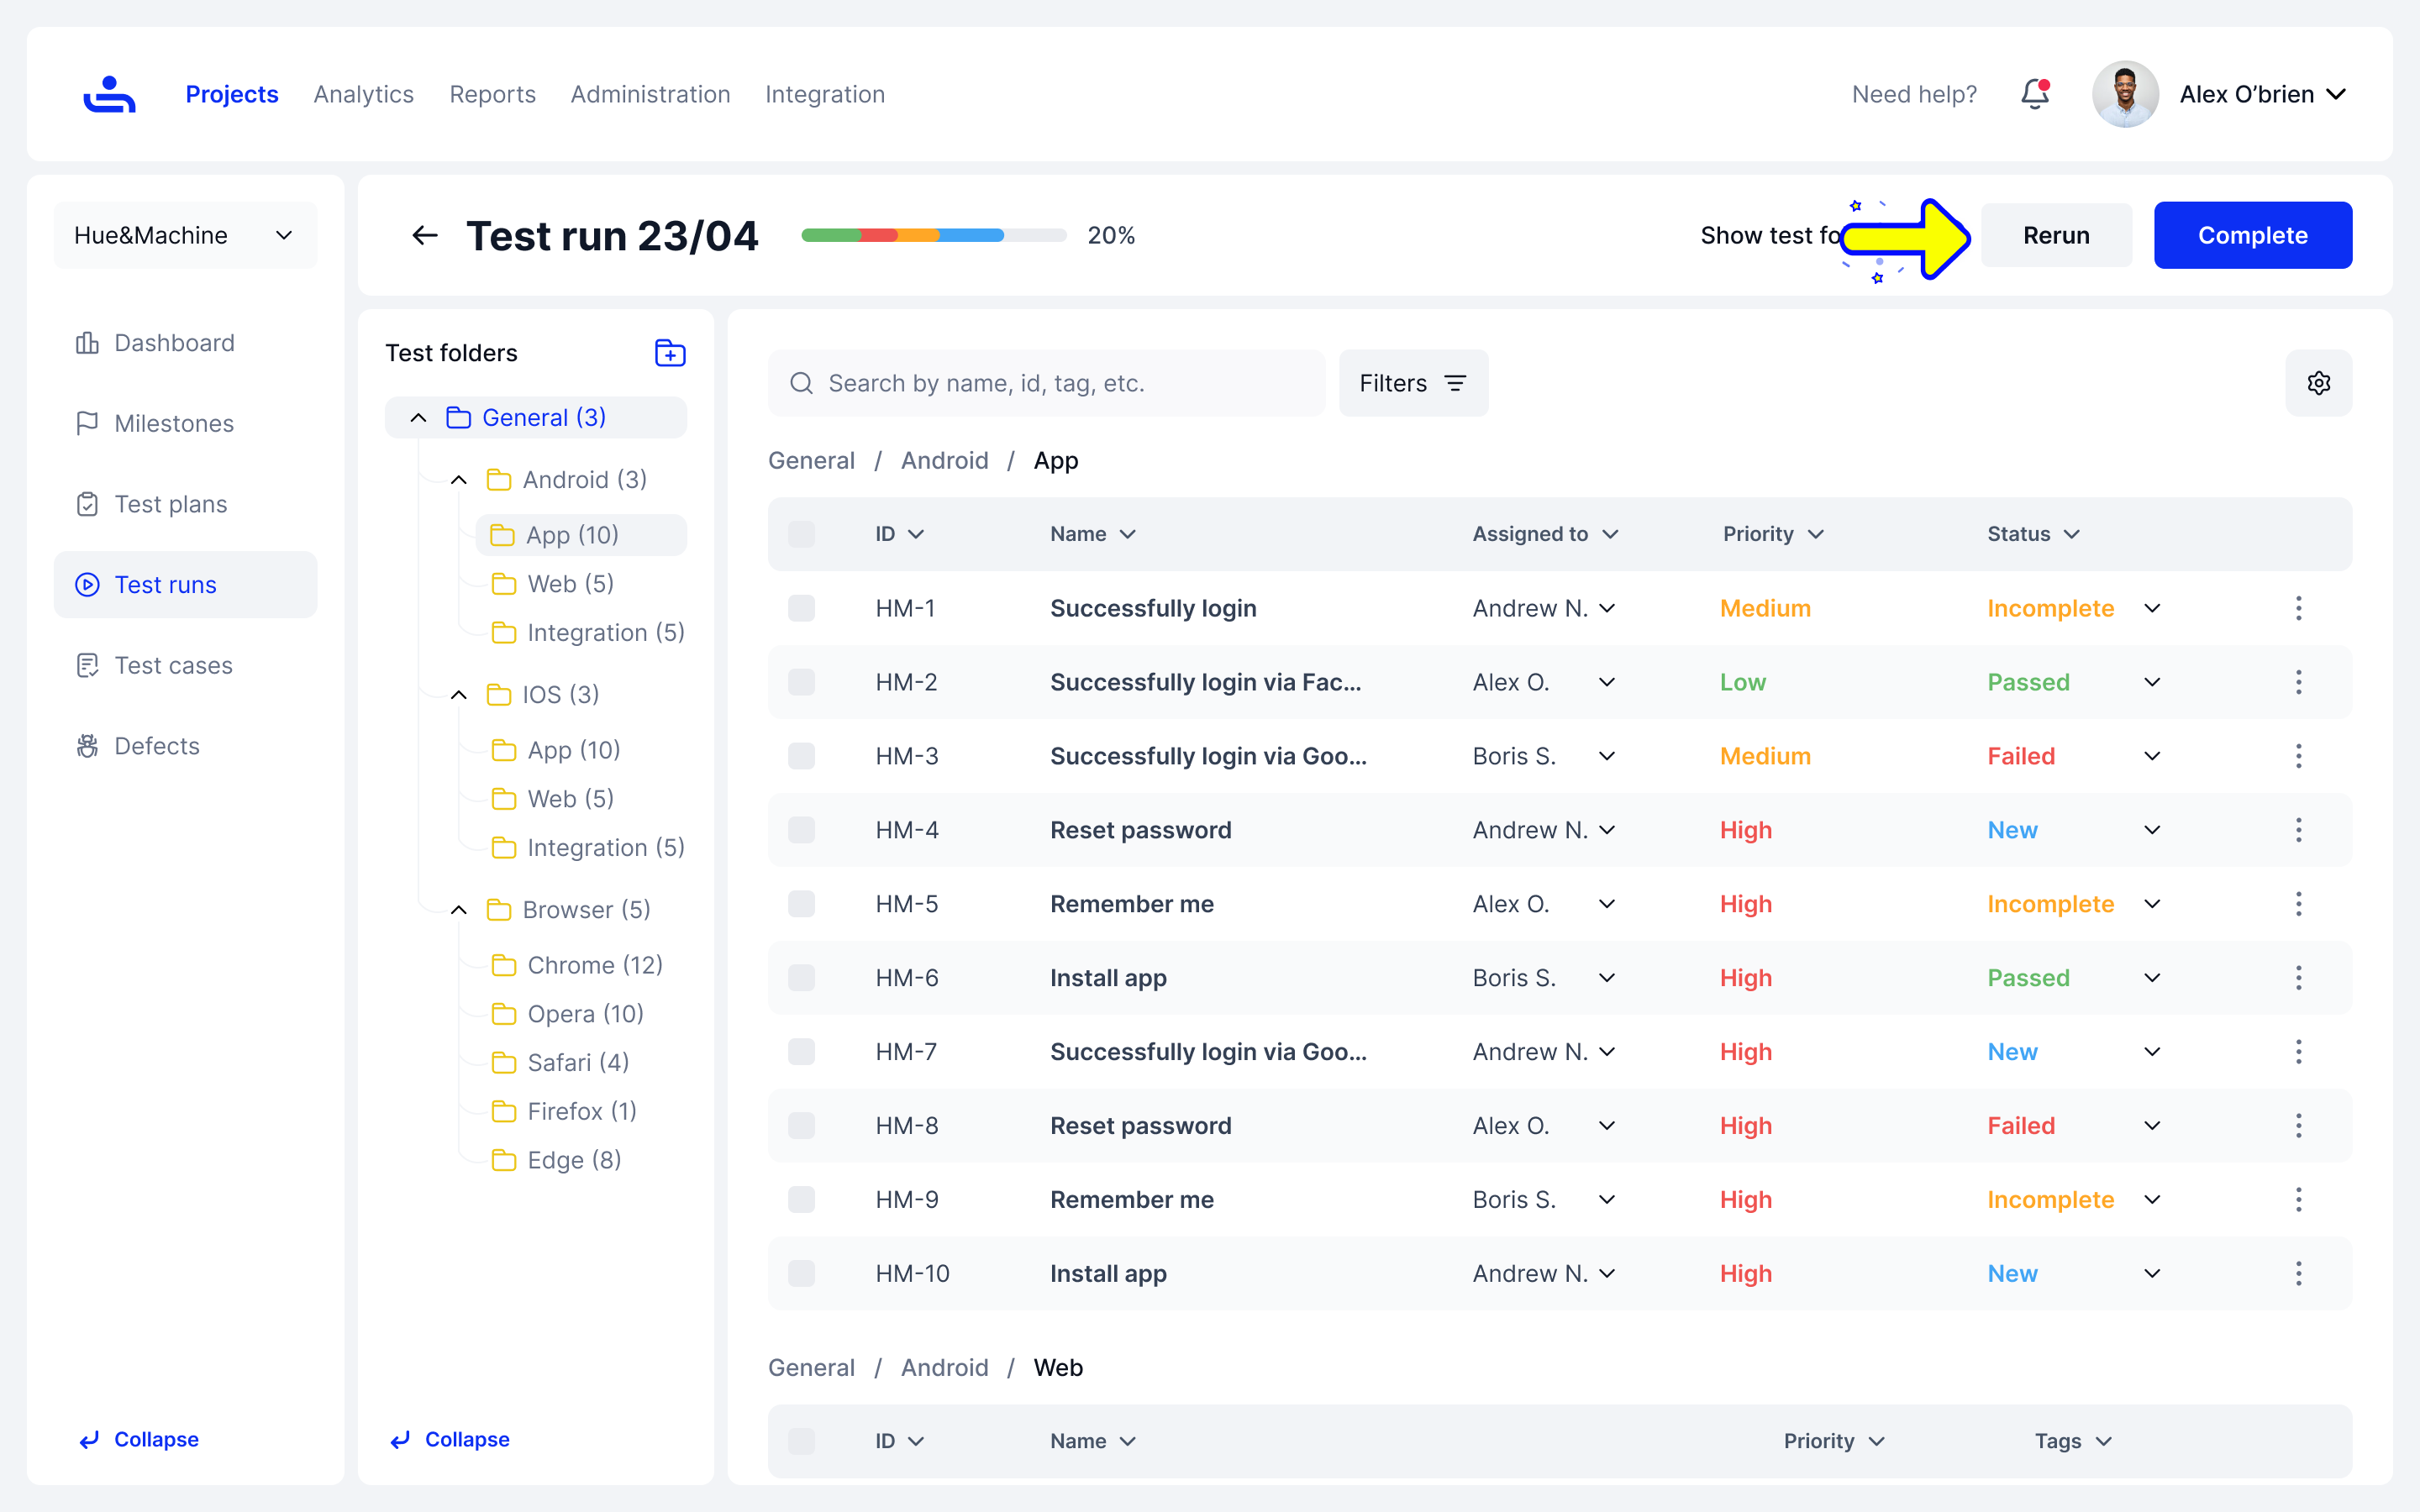 Projects Analytics Reports Administration Integration Need help? Alex O’brien
Hue&Machine
Dashboard
Milestones
Test plans
Test runs
Test cases
Defects
Collapse
Test run 23/04 20% Show test Rerun Complete
Test folders
General (3)
Android (3)
App (10)
Web (5)
Integration (5)
IOS (3)
App (10)
Web (5)
Integration (5)
Browser (5)
Chrome (12)
Opera (10)
Safari (4)
Firefox (1)
Edge (8)
Collapse
Search by name, id, tag, etc. Filters
General / Android / App
ID Name Assigned to Priority Status
HM-1 Successfully login Andrew N. Medium Incomplete
HM-2 Successfully login via Fac... Alex O. Low Passed
HM-3 Successfully login via Goo... Boris S. Medium Failed
HM-4 Reset password Andrew N. High New
HM-5 Remember me Alex O. High Incomplete
HM-6 Install app Boris S. High Passed
HM-7 Successfully login via Goo... Andrew N. High New
HM-8 Reset password Alex O. High Failed
HM-9 Remember me Boris S. High Incomplete
HM-10 Install app Andrew N. High New
General / Android / Web
ID Name Priority Tags